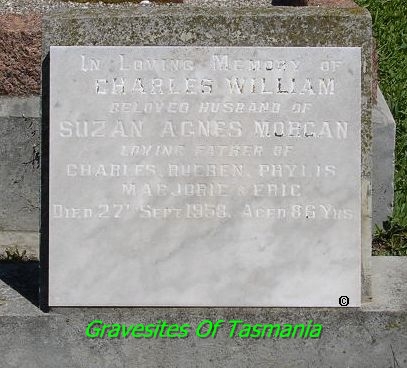 In Loving Memory of
CHARLES WILLIAM
BELOVED HUSBAND OF
SUZAN AGNES MORGAN
LOVING FATHER OF
CHARLES, RUEBEN, PHYLIS
MARJORIE & ERIC
Died 27th Sept 1958. Aged 86 Yrs
©
Gravesites Of Tasmania